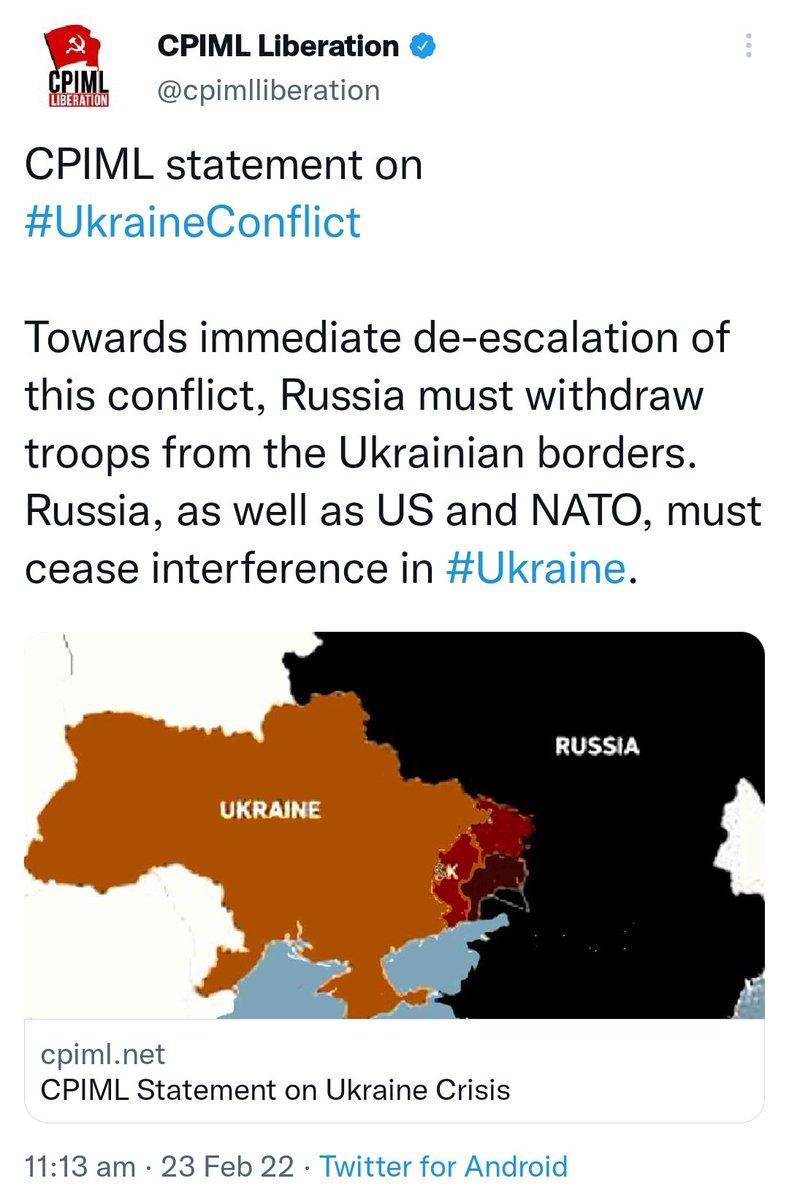 CPIML
LIBERATION
CPIML Liberation
@cpimlliberation
CPIML statement on
#UkraineConflict
Towards immediate de-escalation of
this conflict, Russia must withdraw
troops from the Ukrainian borders.
Russia, as well as US and NATO, must
cease interference in #Ukraine.
RUSSIA
UKRAINE
cpiml.net
CPIML Statement on Ukraine Crisis
11:13 am · 23 Feb 22 · Twitter for Android